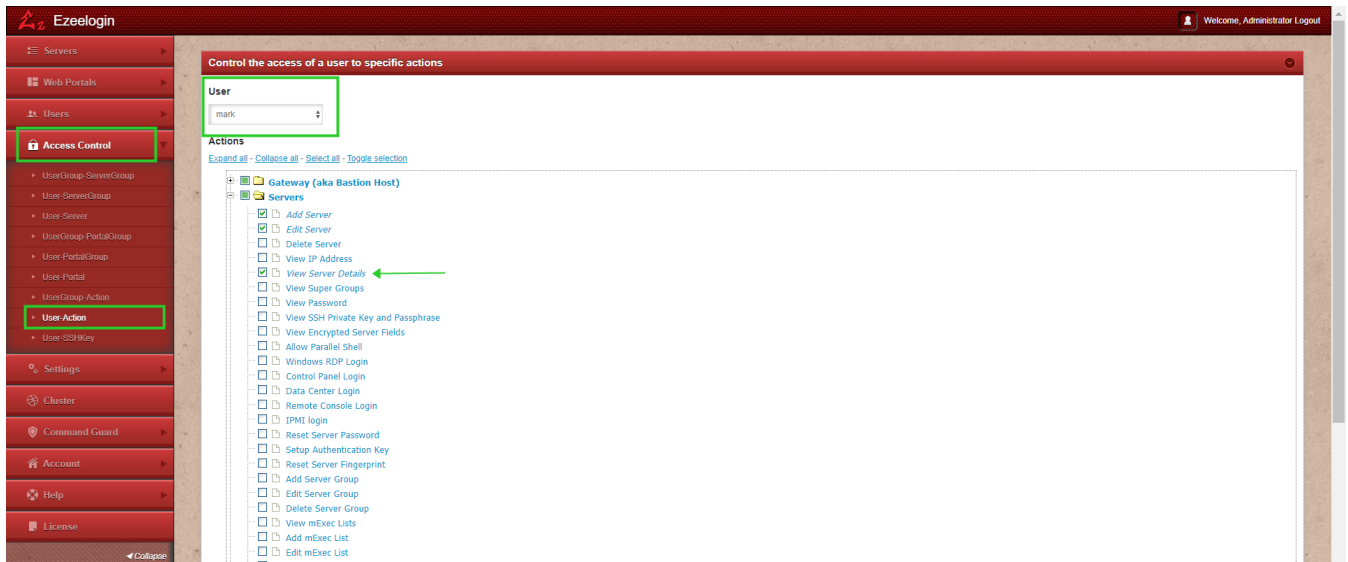 Ezeelogin
Welcome, Administrator Logout
Servers
Web Portals
Users
Access Control
UserGroup-ServerGroup
User-ServerGroup
User-Server
UserGroup-PortalGroup
User-PortalGroup
User-Portal
UserGroup-Action
User-Action
User-SSHKey
Settings
Cluster
Command Guard
Account
Help
License
Collapse
Control the access of a user to specific actions
User
mark
Actions
Expand all - Collapse all - Select all - Toggle selection
Gateway (aka Bastion Host)
Servers
Add Server
Edit Server
Delete Server
View IP Address
View Server Details
View Super Groups
View Password
View SSH Private Key and Passphrase
View Encrypted Server Fields
Allow Parallel Shell
Windows RDP Login
Control Panel Login
Data Center Login
Remote Console Login
IPMI login
Reset Server Password
Setup Authentication Key
Reset Server Fingerprint
Add Server Group
Edit Server Group
Delete Server Group
View mExec Lists
Add mExec List
Edit mExec List